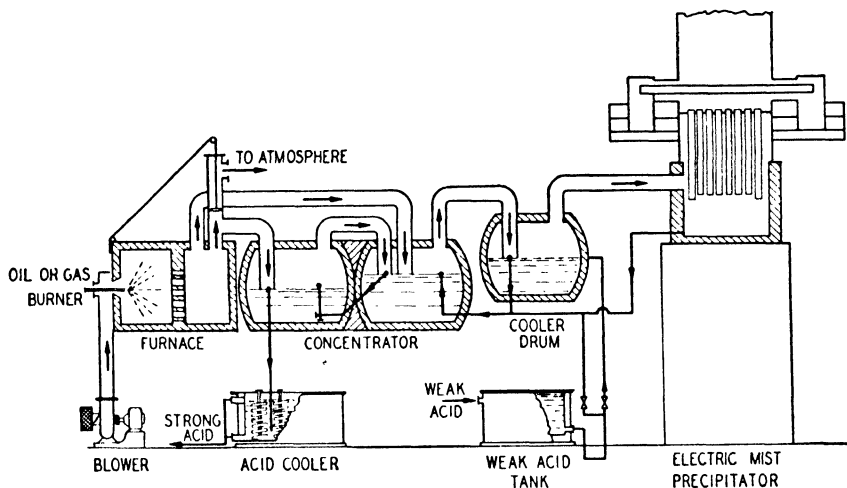 TO ATMOSPHERE
OIL OR GAS
BURNER
FURNACE
CONCENTRATOR
COOLER
DRUM
STRONG
ACID
WEAK
ACID
BLOWER
ACID COOLER
WEAK ACID
TANK
ELECTRIC MIST
PRECIPITATOR